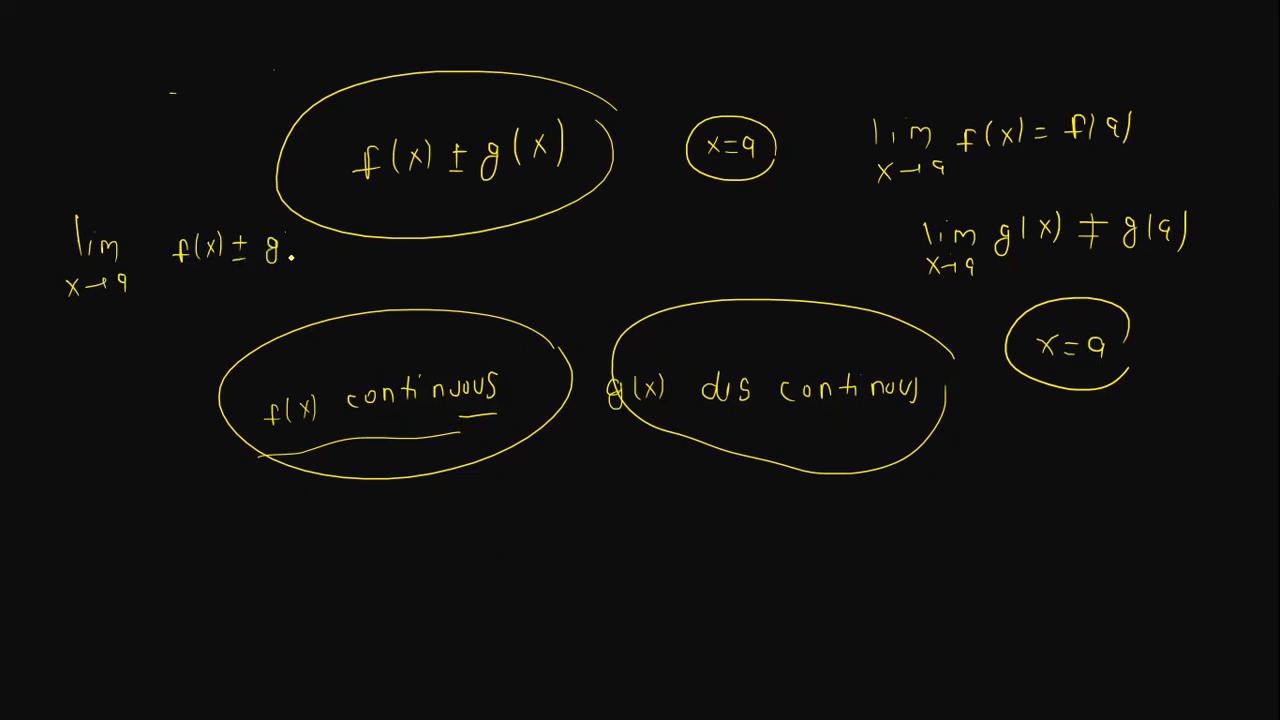 f(x) ± g(x)
x=a
lim f(x) = f(a)
x→a
lim g(x) ≠ g(a)
x→a
lim f(x) ± g
x→a
x=a
f(x) continuous
g(x) dis continous